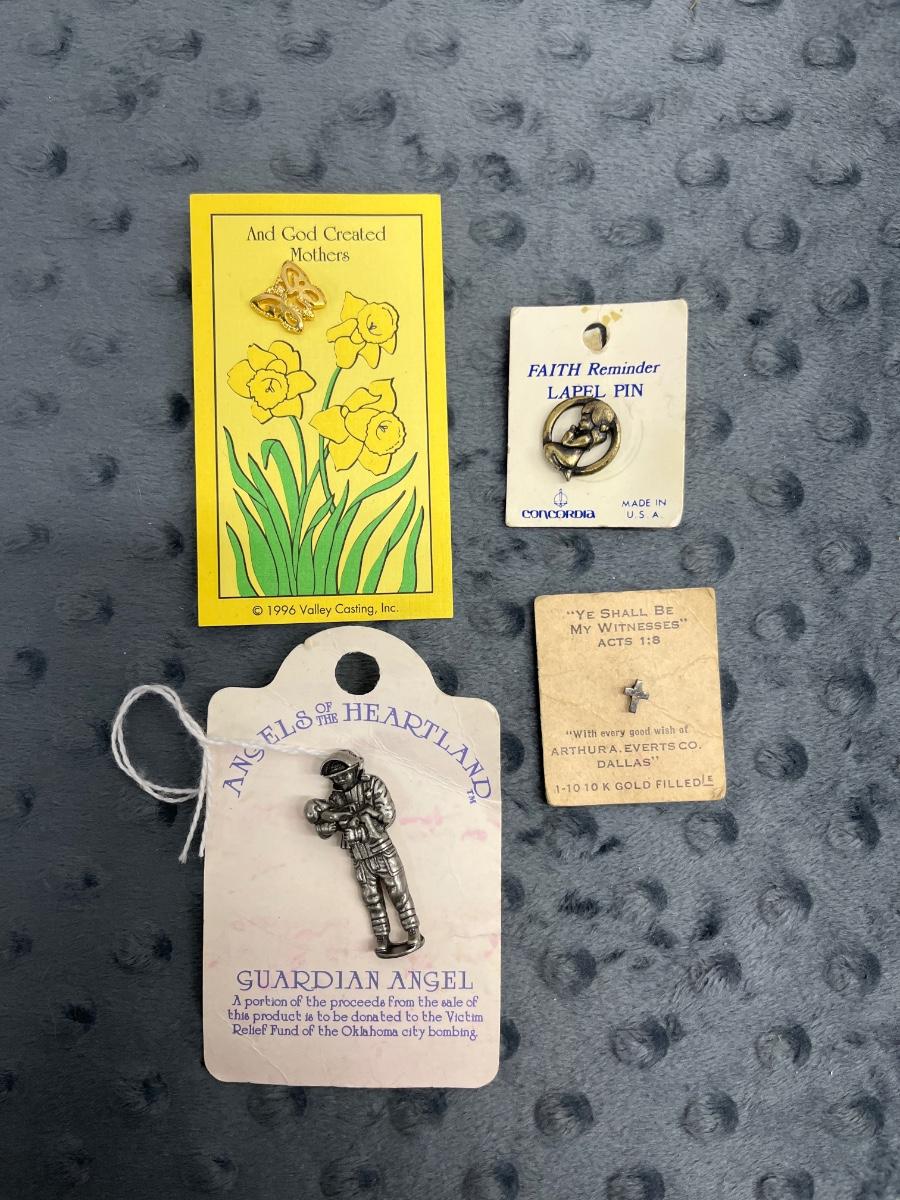 And God Created
Mothers
© 1996 Valley Casting, Inc.
FAITH Reminder
LAPEL PIN
CONCORDIA
MADE IN
U.S.A.
"YE SHALL BE
MY WITNESSES"
ACTS 1:8
"With every good wish of
ARTHUR A. EVERTS CO.
DALLAS"
1-10 10 K GOLD FILLED LE
ANGELS OF THE HEARTLAND™
GUARDIAN ANGEL
A portion of the proceeds from the sale of
this product is to be donated to the Victim
Relief Fund of the Oklahoma city bombing.